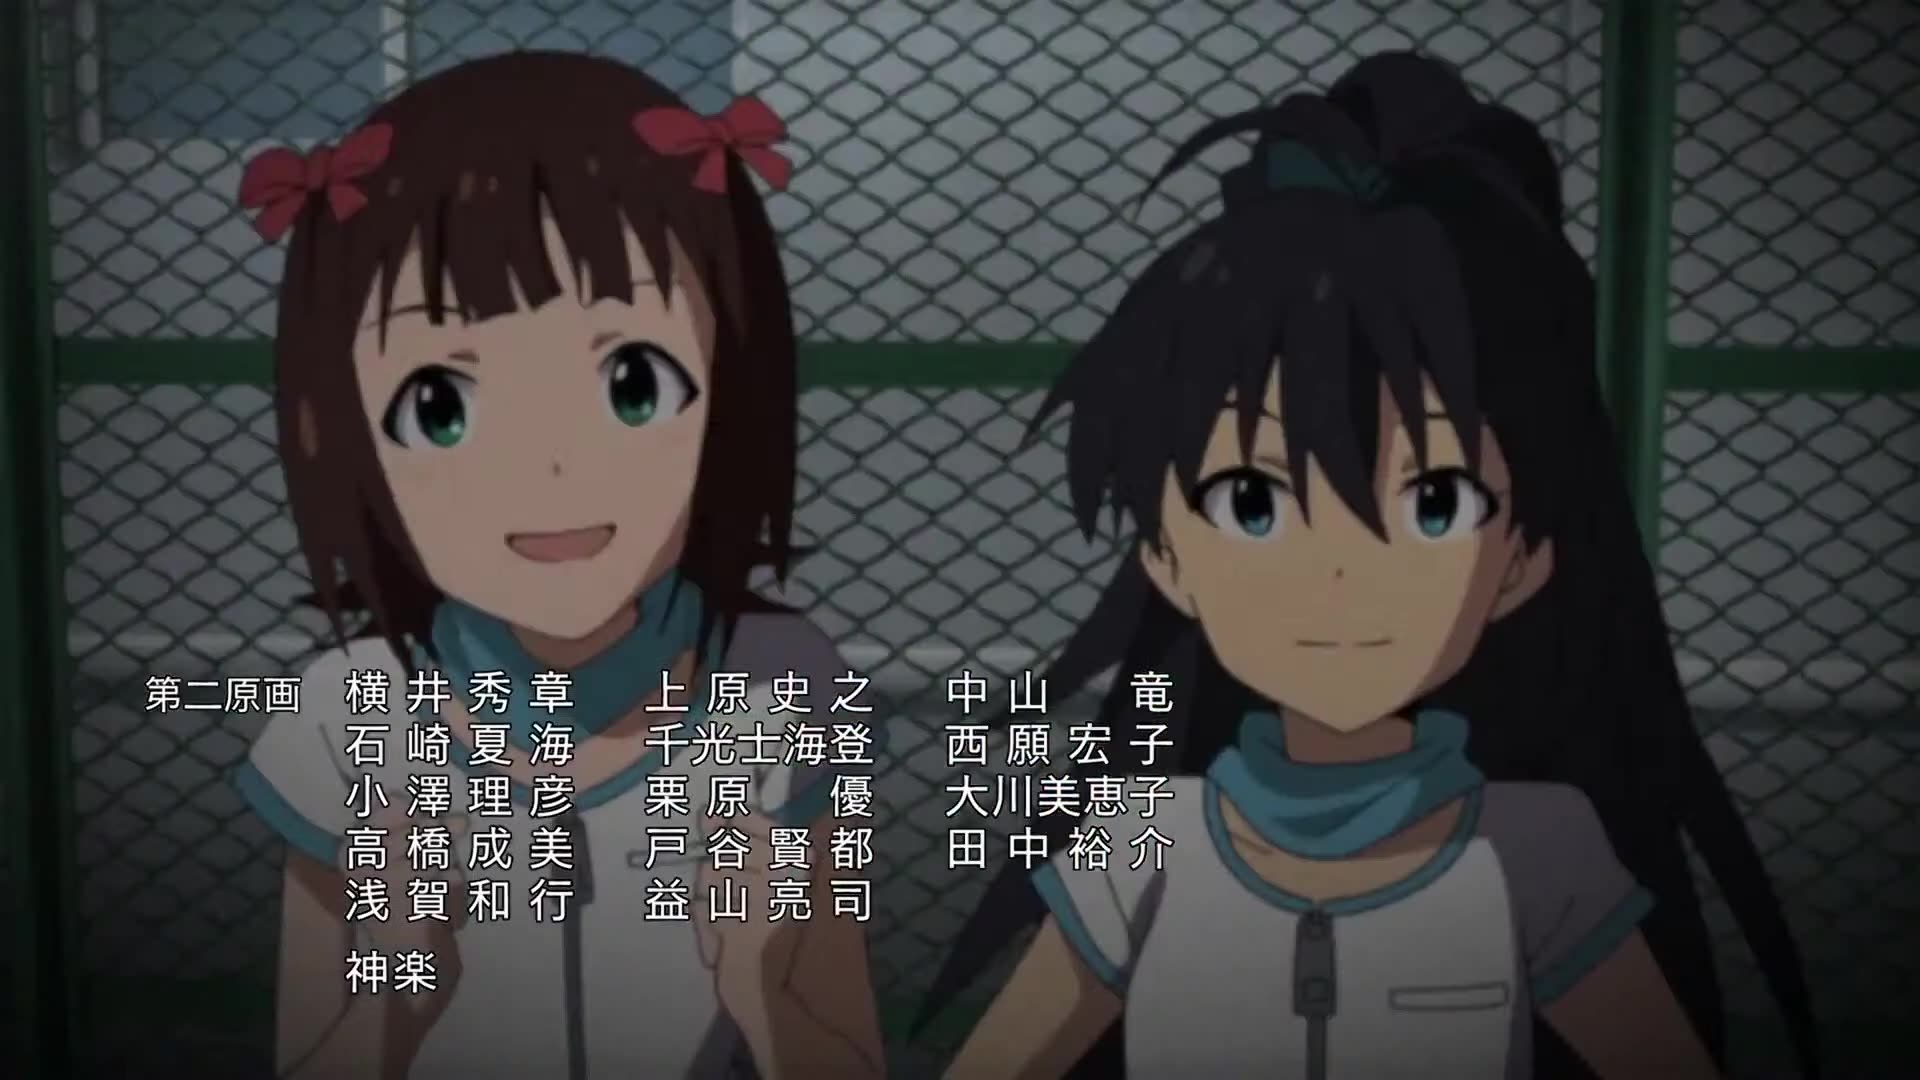 第二原画 横井秀章 上原史之 中山竜
石崎夏海 千光士海登 西願宏子
小澤理彦 栗原優 大川美恵子
高橋成美 戸谷賢都 田中裕介
浅賀和行 益山亮司
神楽